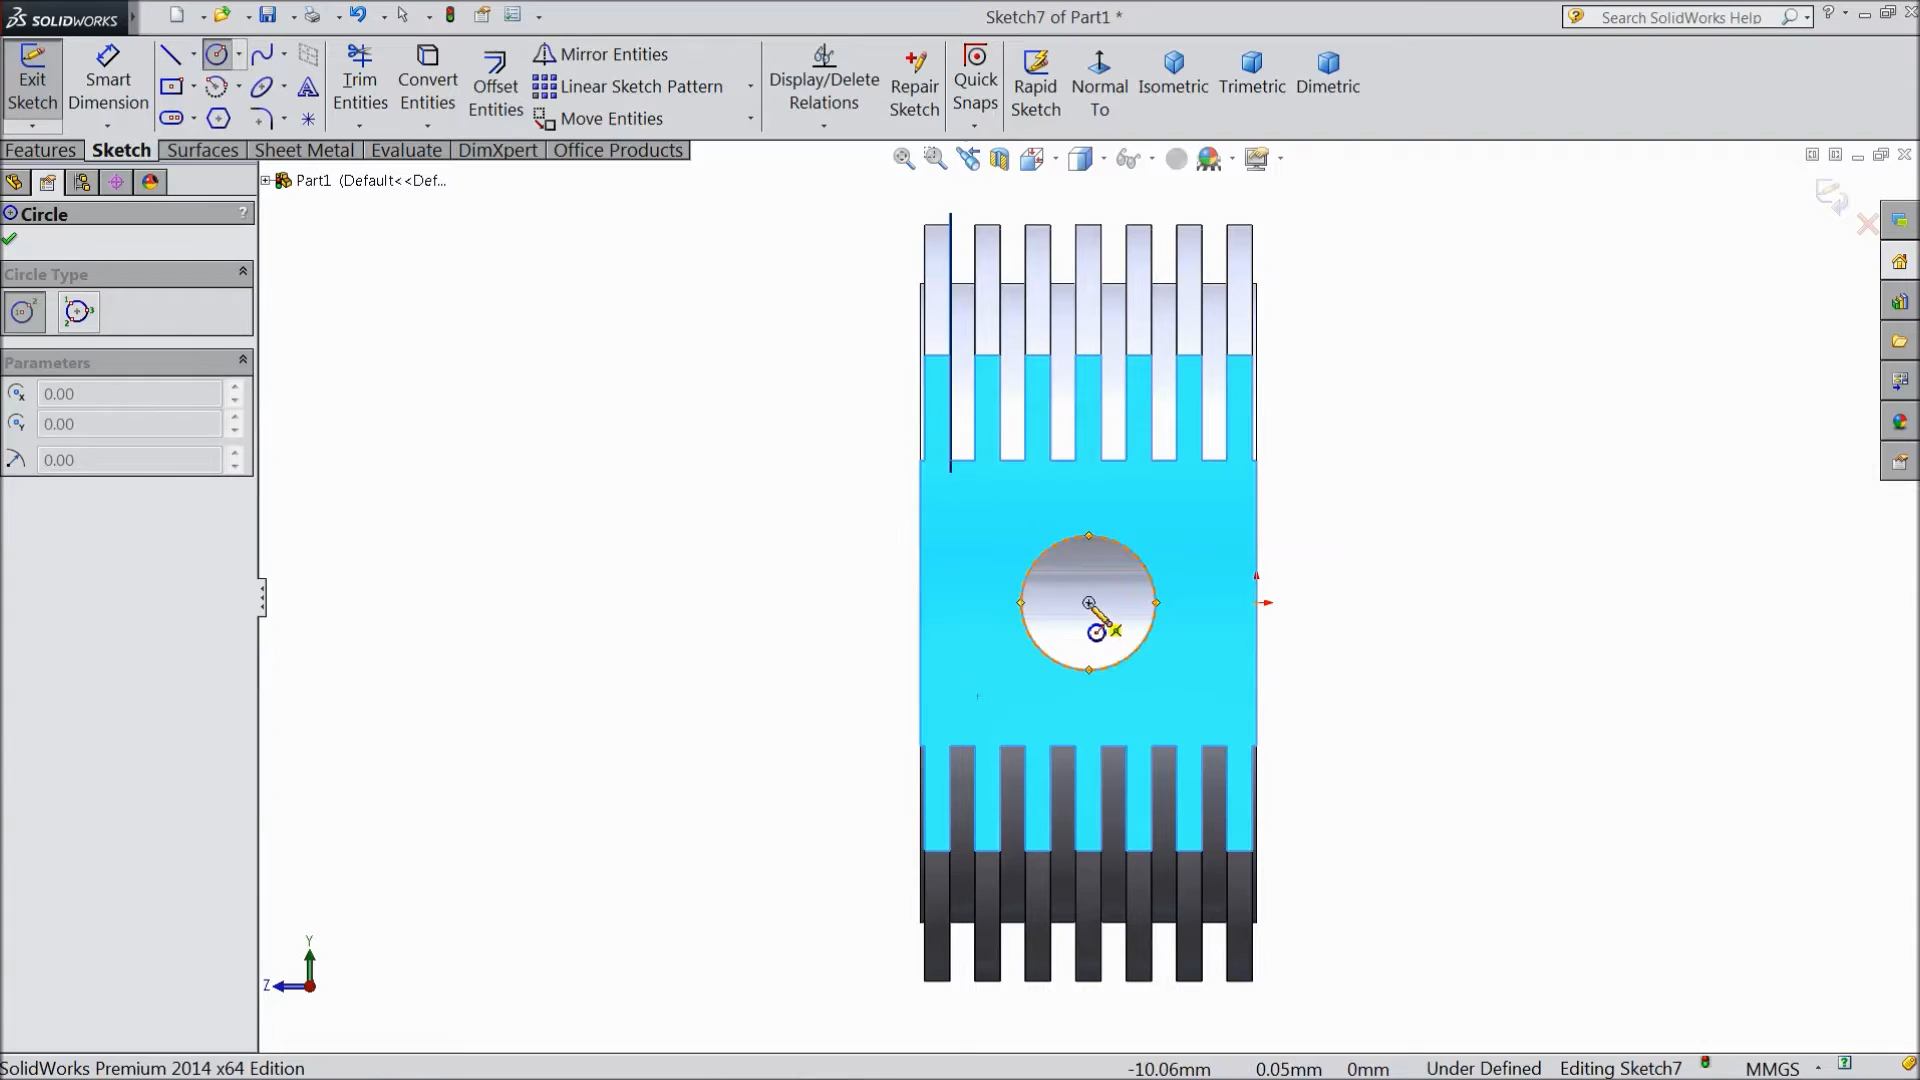 SOLIDWORKS
Sketch7 of Part1 *
Search SolidWorks Help
Exit Sketch
Smart Dimension
Trim Entities
Convert Entities
Offset Entities
Mirror Entities
Linear Sketch Pattern
Move Entities
Display/Delete Relations
Repair Sketch
Quick Snaps
Rapid Sketch
Normal To
Isometric
Trimetric
Dimetric
Features
Sketch
Surfaces
Sheet Metal
Evaluate
DimXpert
Office Products
Part1 (Default<<Def...
Circle
?
Circle Type
Parameters
0.00
0.00
0.00
Y
Z
SolidWorks Premium 2014 x64 Edition
-10.06mm
0.05mm
0mm
Under Defined
Editing Sketch7
MMGS